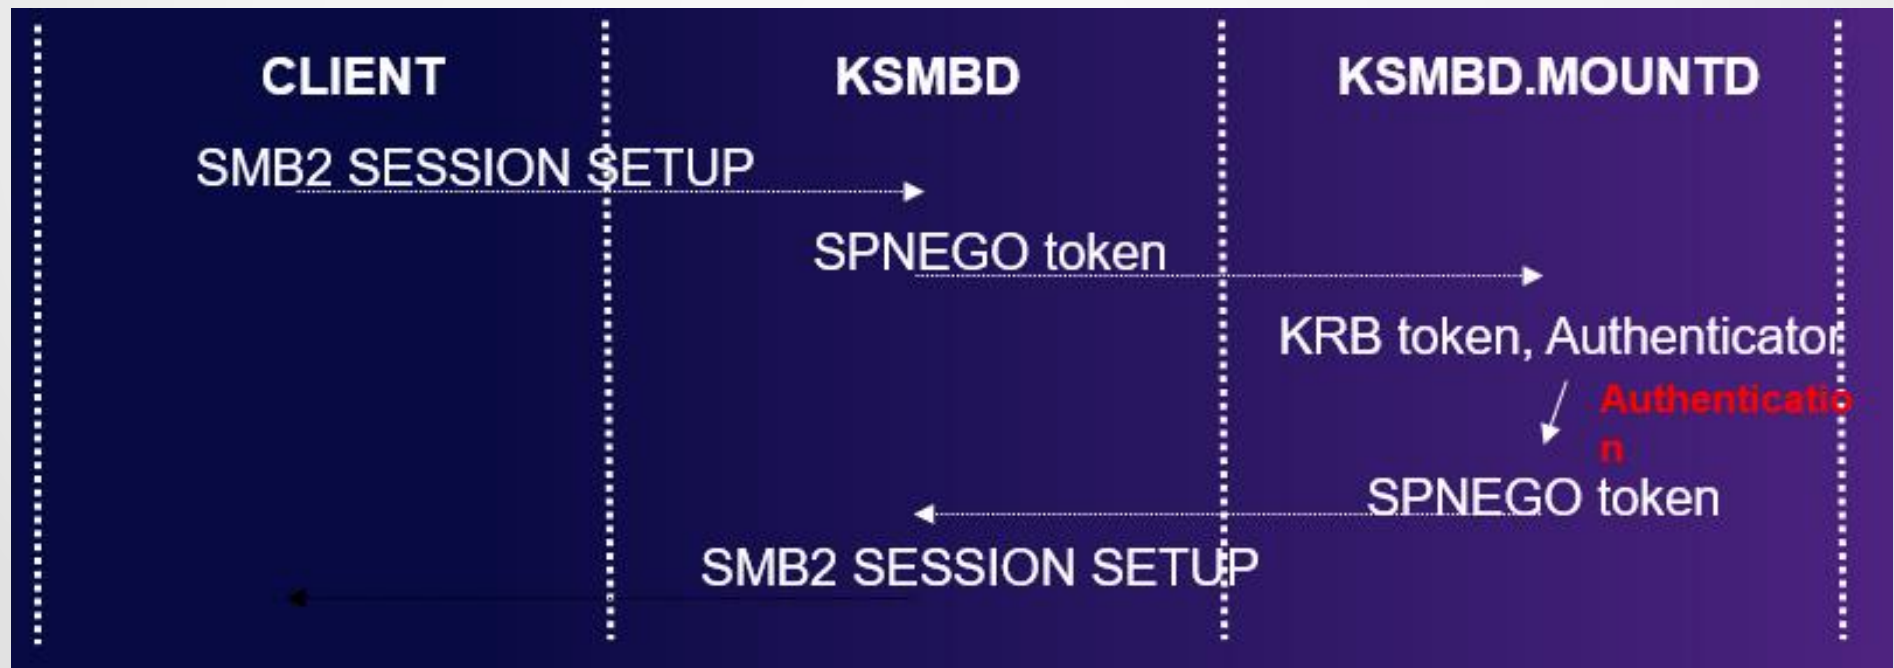 CLIENT KSMBD KSMBD.MOUNTD
SMB2 SESSION SETUP
SPNEGO token
KRB token, Authenticator
Authenticatio
n
SPNEGO token
SMB2 SESSION SETUP